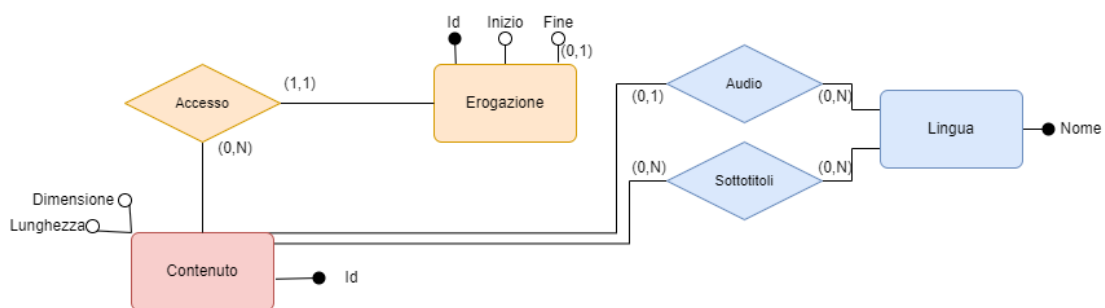 Id
Inizio
Fine
(0,1)
(1,1)
Accesso
Erogazione
(0,N)
Audio
(0,1)
(0,N)
Lingua
Nome
Sottotitoli
(0,N)
(0,N)
Dimensione
Lunghezza
Contenuto
Id